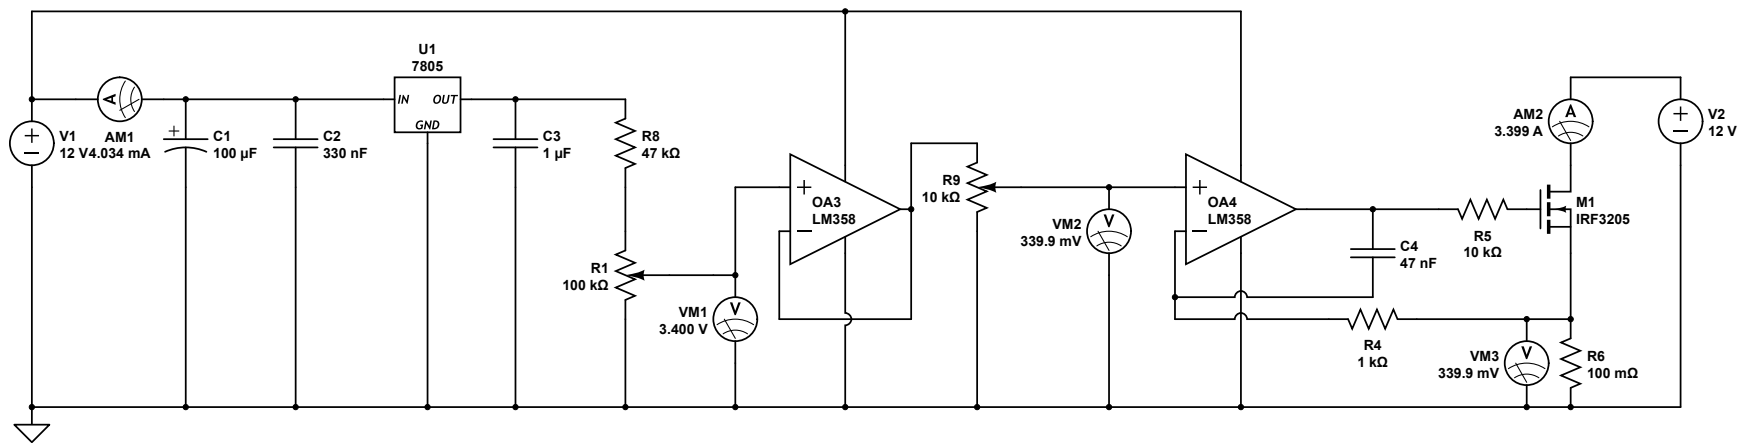 V1
12 V
A
AM1
4.034 mA
+
C1
100 µF
C2
330 nF
U1
7805
IN
OUT
GND
C3
1 µF
R8
47 kΩ
R1
100 kΩ
V
VM1
3.400 V
OA3
LM358
R9
10 kΩ
V
VM2
339.9 mV
OA4
LM358
C4
47 nF
R5
10 kΩ
R4
1 kΩ
A
AM2
3.399 A
V2
12 V
M1
IRF3205
V
VM3
339.9 mV
R6
100 mΩ